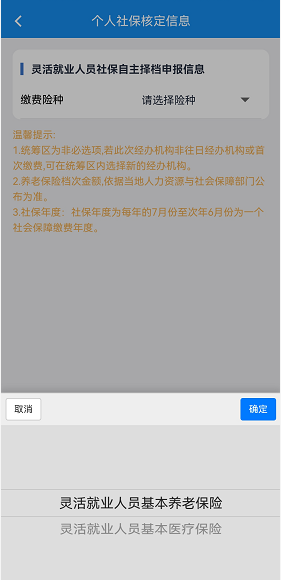 个人社保核定信息
灵活就业人员社保自主择档申报信息
缴费险种 请选择险种
温馨提示:
1.统筹区为非必选项,若此次经办机构非往日经办机构或首
次缴费,可在统筹区内选择新的经办机构。
2.养老保险档次金额,依据当地人力资源与社会保障部门公
布为准。
3.社保年度：社保年度为每年的7月份至次年6月份为一个
社会保障缴费年度。
取消 确定
灵活就业人员基本养老保险
灵活就业人员基本医疗保险